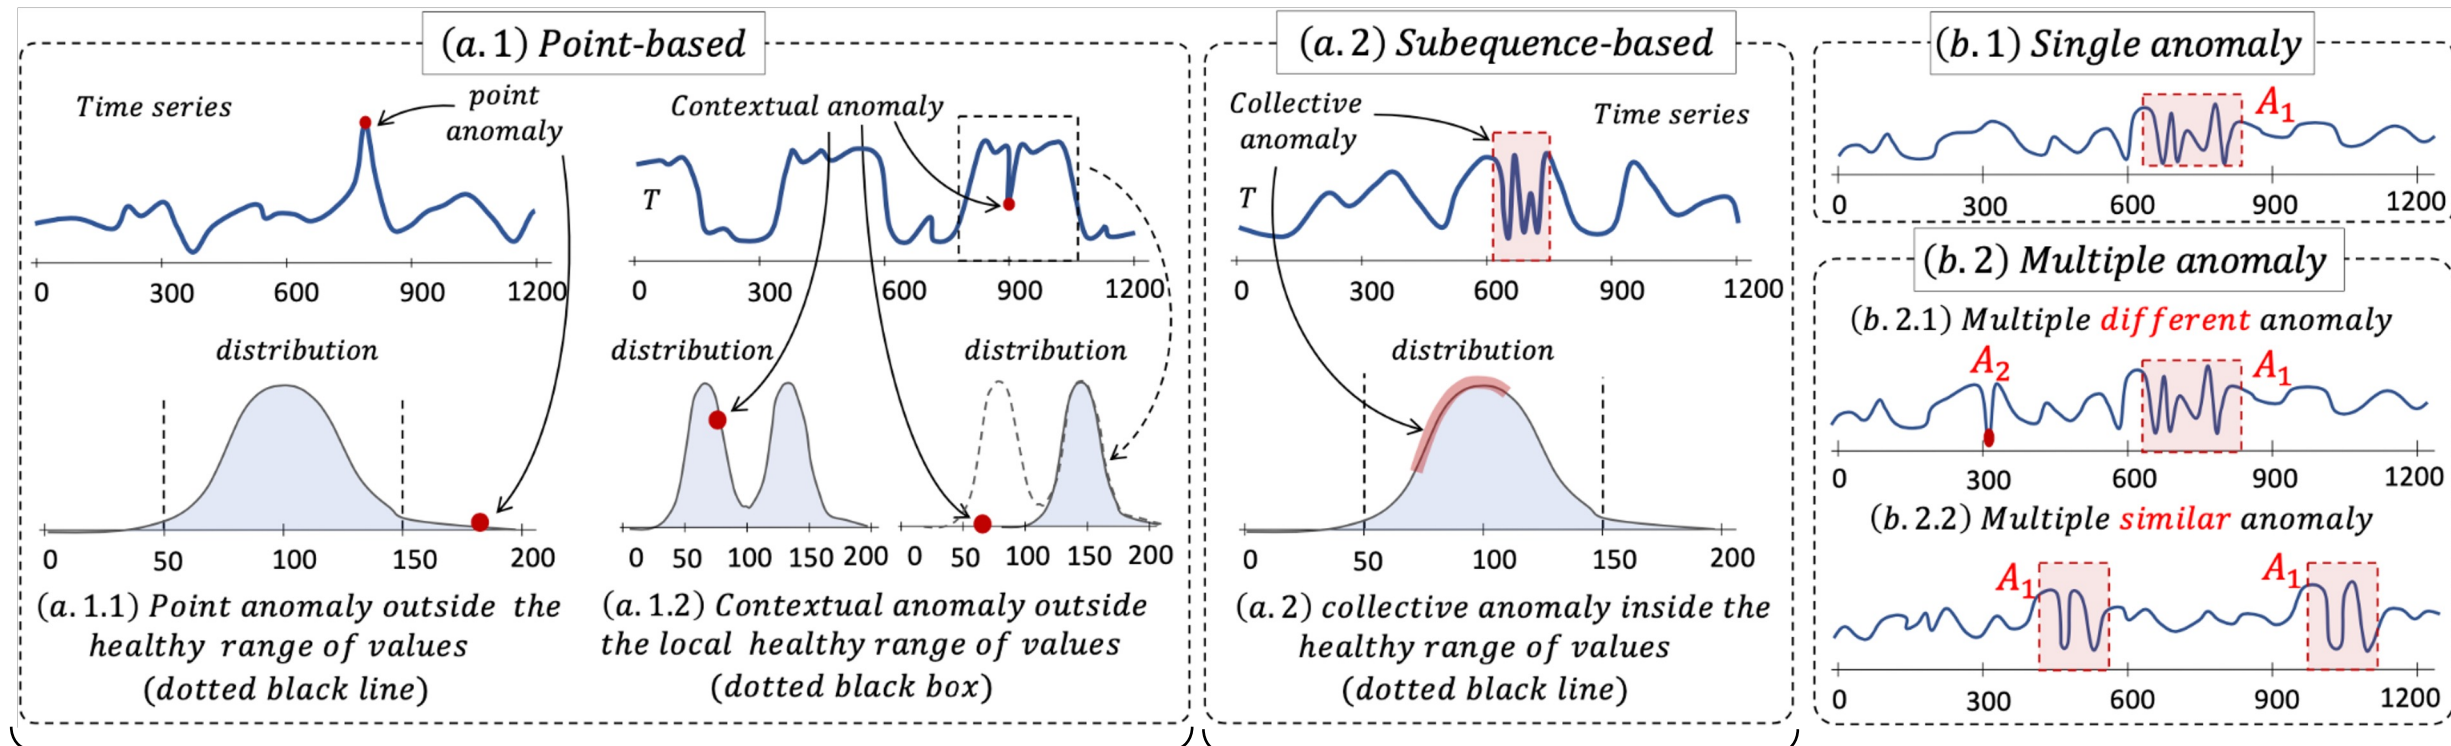 (a.1) Point-based
Time series
point
anomaly
0 300 600 900 1200
distribution
0 50 100 150 200
(a.1.1) Point anomaly outside the
healthy range of values
(dotted black line)
Contextual anomaly
T
0 300 600 900 1200
distribution
distribution
0 50 100 150 200
0 50 100 150 200
(a.1.2) Contextual anomaly outside
the local healthy range of values
(dotted black box)
(a.2) Subequence-based
Collective
anomaly
Time series
T
0 300 600 900 1200
distribution
0 50 100 150 200
(a.2) collective anomaly inside the
healthy range of values
(dotted black line)
(b.1) Single anomaly
A1
0 300 600 900 1200
(b.2) Multiple anomaly
(b.2.1) Multiple different anomaly
A2 A1
0 300 600 900 1200
(b.2.2) Multiple similar anomaly
A1 A1
0 300 600 900 1200